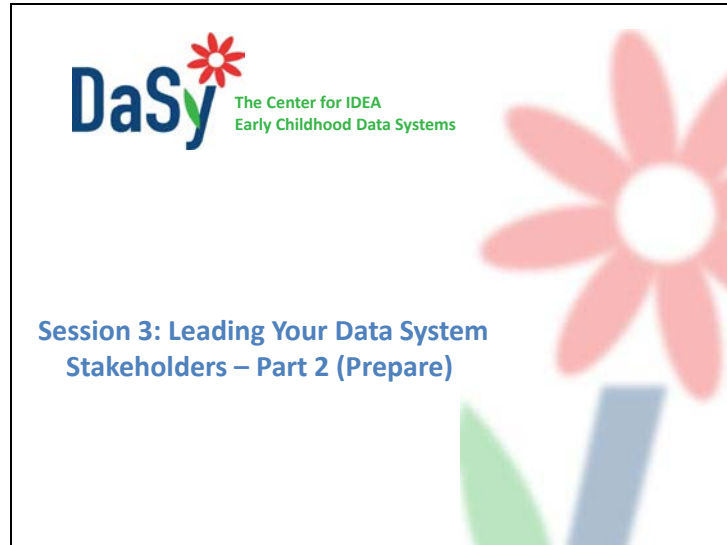 DaSy
The Center for IDEA
Early Childhood Data Systems
Session 3: Leading Your Data System
Stakeholders – Part 2 (Prepare)